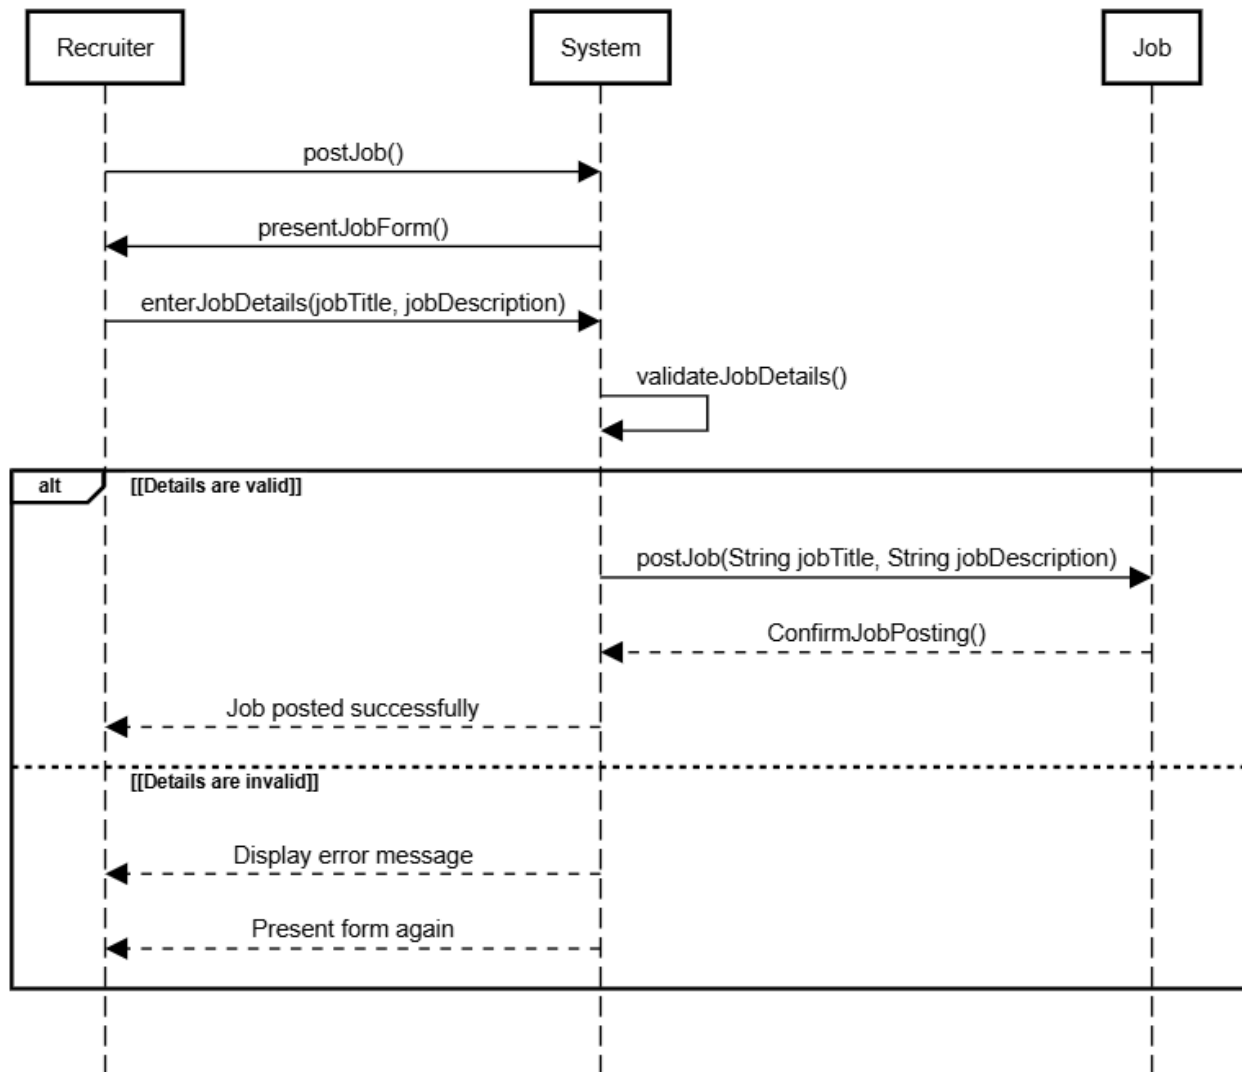 Recruiter
System
Job
postJob()
presentJobForm()
enterJobDetails(jobTitle, jobDescription)
validateJobDetails()
alt
[[Details are valid]]
postJob(String jobTitle, String jobDescription)
ConfirmJobPosting()
Job posted successfully
[[Details are invalid]]
Display error message
Present form again